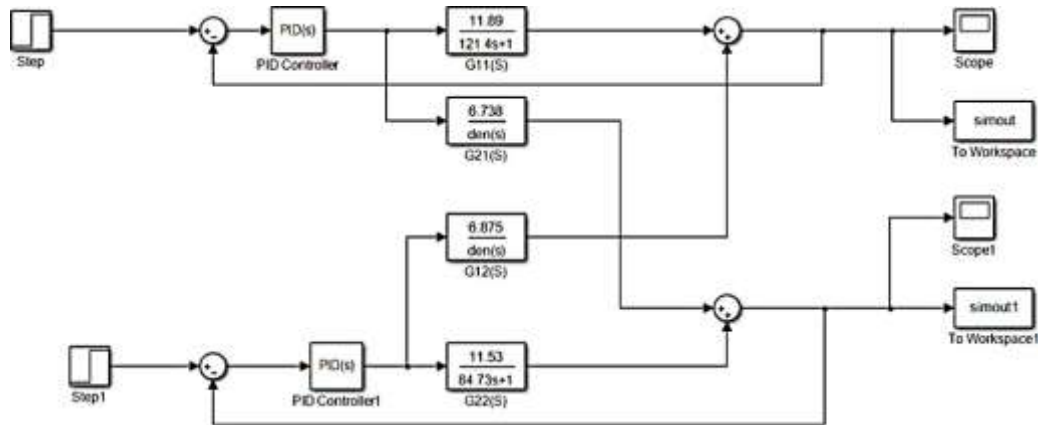 Step
PID(s)
PID Controller
11.89
121.4s+1
G11(S)
Scope
6.738
den(s)
G21(S)
simout
To Workspace
6.875
den(s)
G12(S)
Scope1
simout1
To Workspace1
Step1
PID(s)
PID Controller1
11.53
84.73s+1
G22(S)